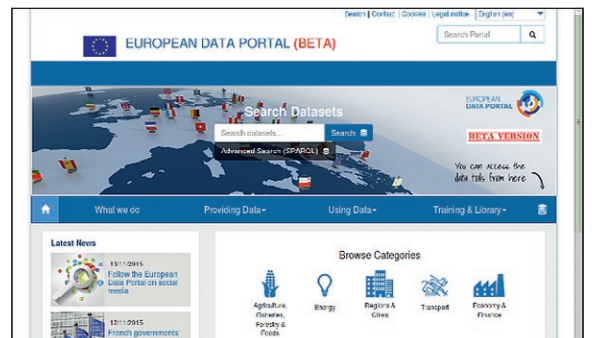 Search | Contact | Cookies | Legal notice | English (en)
EUROPEAN DATA PORTAL (BETA)
Search Portal
EUROPEAN
DATA PORTAL
Search Datasets
Search datasets...
Search
BETA VERSION
Advanced Search (SPARQL)
You can access the
data tools from here
What we do
Providing Data
Using Data
Training & Library
Latest News
13/11/2015
Follow the European
Data Portal on social
media
12/11/2015
French governments'
Browse Categories
Agriculture,
Fisheries,
Forestry &
Foods
Energy
Regions &
Cities
Transport
Economy &
Finance